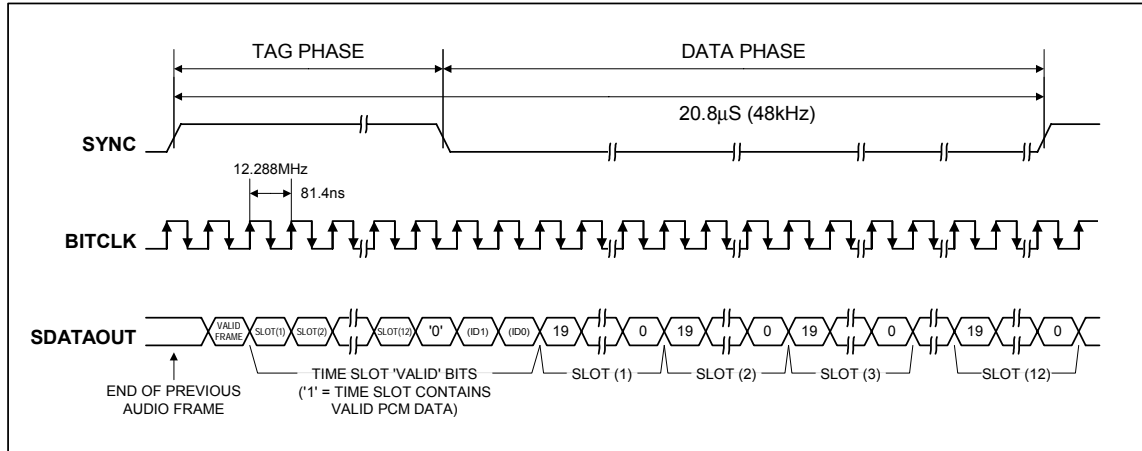 TAG PHASE
DATA PHASE
20.8µS (48kHz)
SYNC
12.288MHz
81.4ns
BITCLK
SDATAOUT
VALID FRAME
SLOT(1)
SLOT(2)
SLOT(12)
'0'
(ID1)
(ID0)
19
0
19
0
19
0
19
0
END OF PREVIOUS
AUDIO FRAME
TIME SLOT 'VALID' BITS
('1' = TIME SLOT CONTAINS
VALID PCM DATA)
SLOT (1)
SLOT (2)
SLOT (3)
SLOT (12)